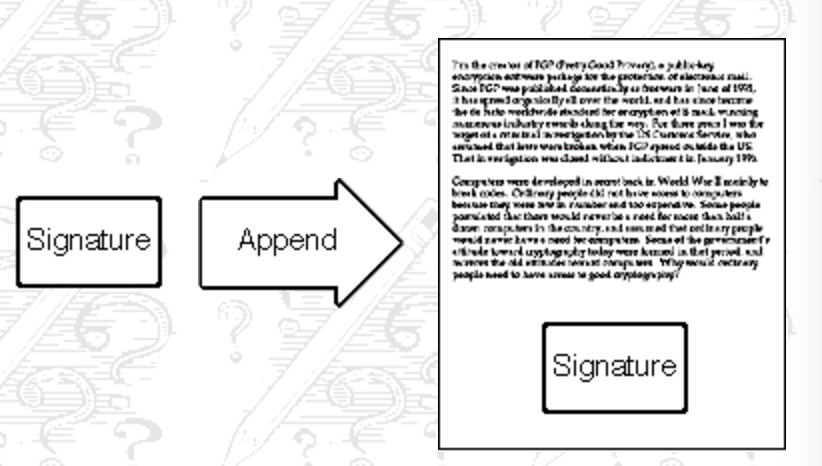 Signature
Append
I'm the creator of PGP (Pretty Good Privacy), a public-key
encryption software package for the protection of electronic mail.
Since PGP was published domestically as freeware in June of 1991,
it has spread organically all over the world, and has since become
the de facto worldwide standard for encryption of E-mail, winning
numerous industry awards along the way. For three years I was the
target of a criminal investigation by the US Customs Service, who
assumed that laws were broken when PGP spread outside the US.
That investigation was closed without indictment in January 1996.
Computers were developed in secret back in World War II mainly to
break codes. Ordinary people did not have access to computers
because they were few in number and too expensive. Some people
postulated that there would never be a need for more than half a
dozen computers in the country, and assumed that ordinary people
would never have a need for computers. Some of the government's
attitude toward cryptography today were formed in that period, and
mirrors the old attitudes toward computers. Why would ordinary
people need to have access to good cryptography?
Signature